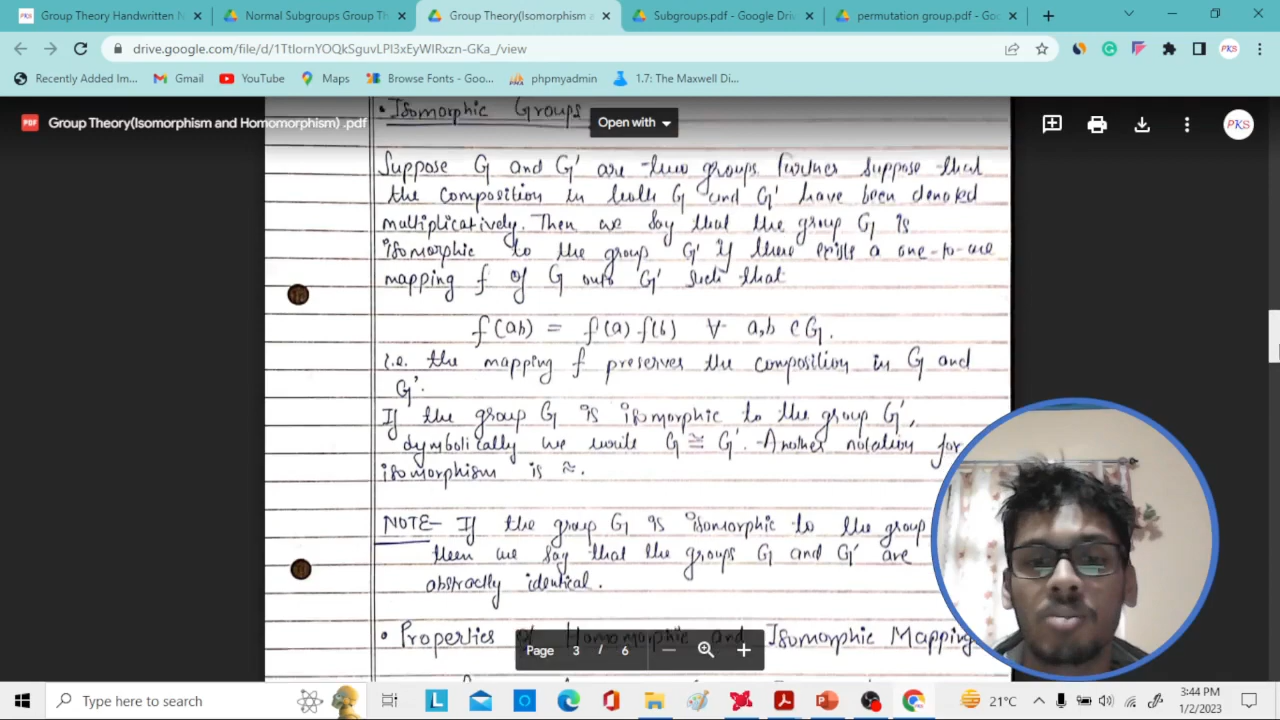 Group Theory Handwritten N
Normal Subgroups Group Th
Group Theory(Isomorphism a
Subgroups.pdf - Google Driv
permutation group.pdf - Goo
drive.google.com/file/d/1TtIornYOQkSguvLPI3xEyWIRxzn-GKa_/view
PKS
Recently Added Im...
Gmail
YouTube
Maps
Browse Fonts - Goo...
phpmyadmin
1.7: The Maxwell Di...
• Isomorphic Groups
PDF Group Theory(Isomorphism and Homomorphism) .pdf
Open with
PKS
Suppose G and G' are two groups. Further suppose that
the composition in both G and G' have been denoted
multiplicatively. Then we say that the group G is
isomorphic to the group G' if there exists a one-to-one
mapping f of G onto G' such that
f(ab) = f(a) f(b) ∀ a,b ∈ G.
i.e. the mapping f preserves the composition in G and
G'.
If the group G is isomorphic to the group G',
symbolically we write G ≅ G'. Another notation for
isomorphism is ≈.
NOTE- If the group G is isomorphic to the group
then we say that the groups G and G' are
abstractly identical.
• Properties of Homomorphic and Isomorphic Mapping
Page 3 / 6
Type here to search
21°C
3:44 PM
1/2/2023